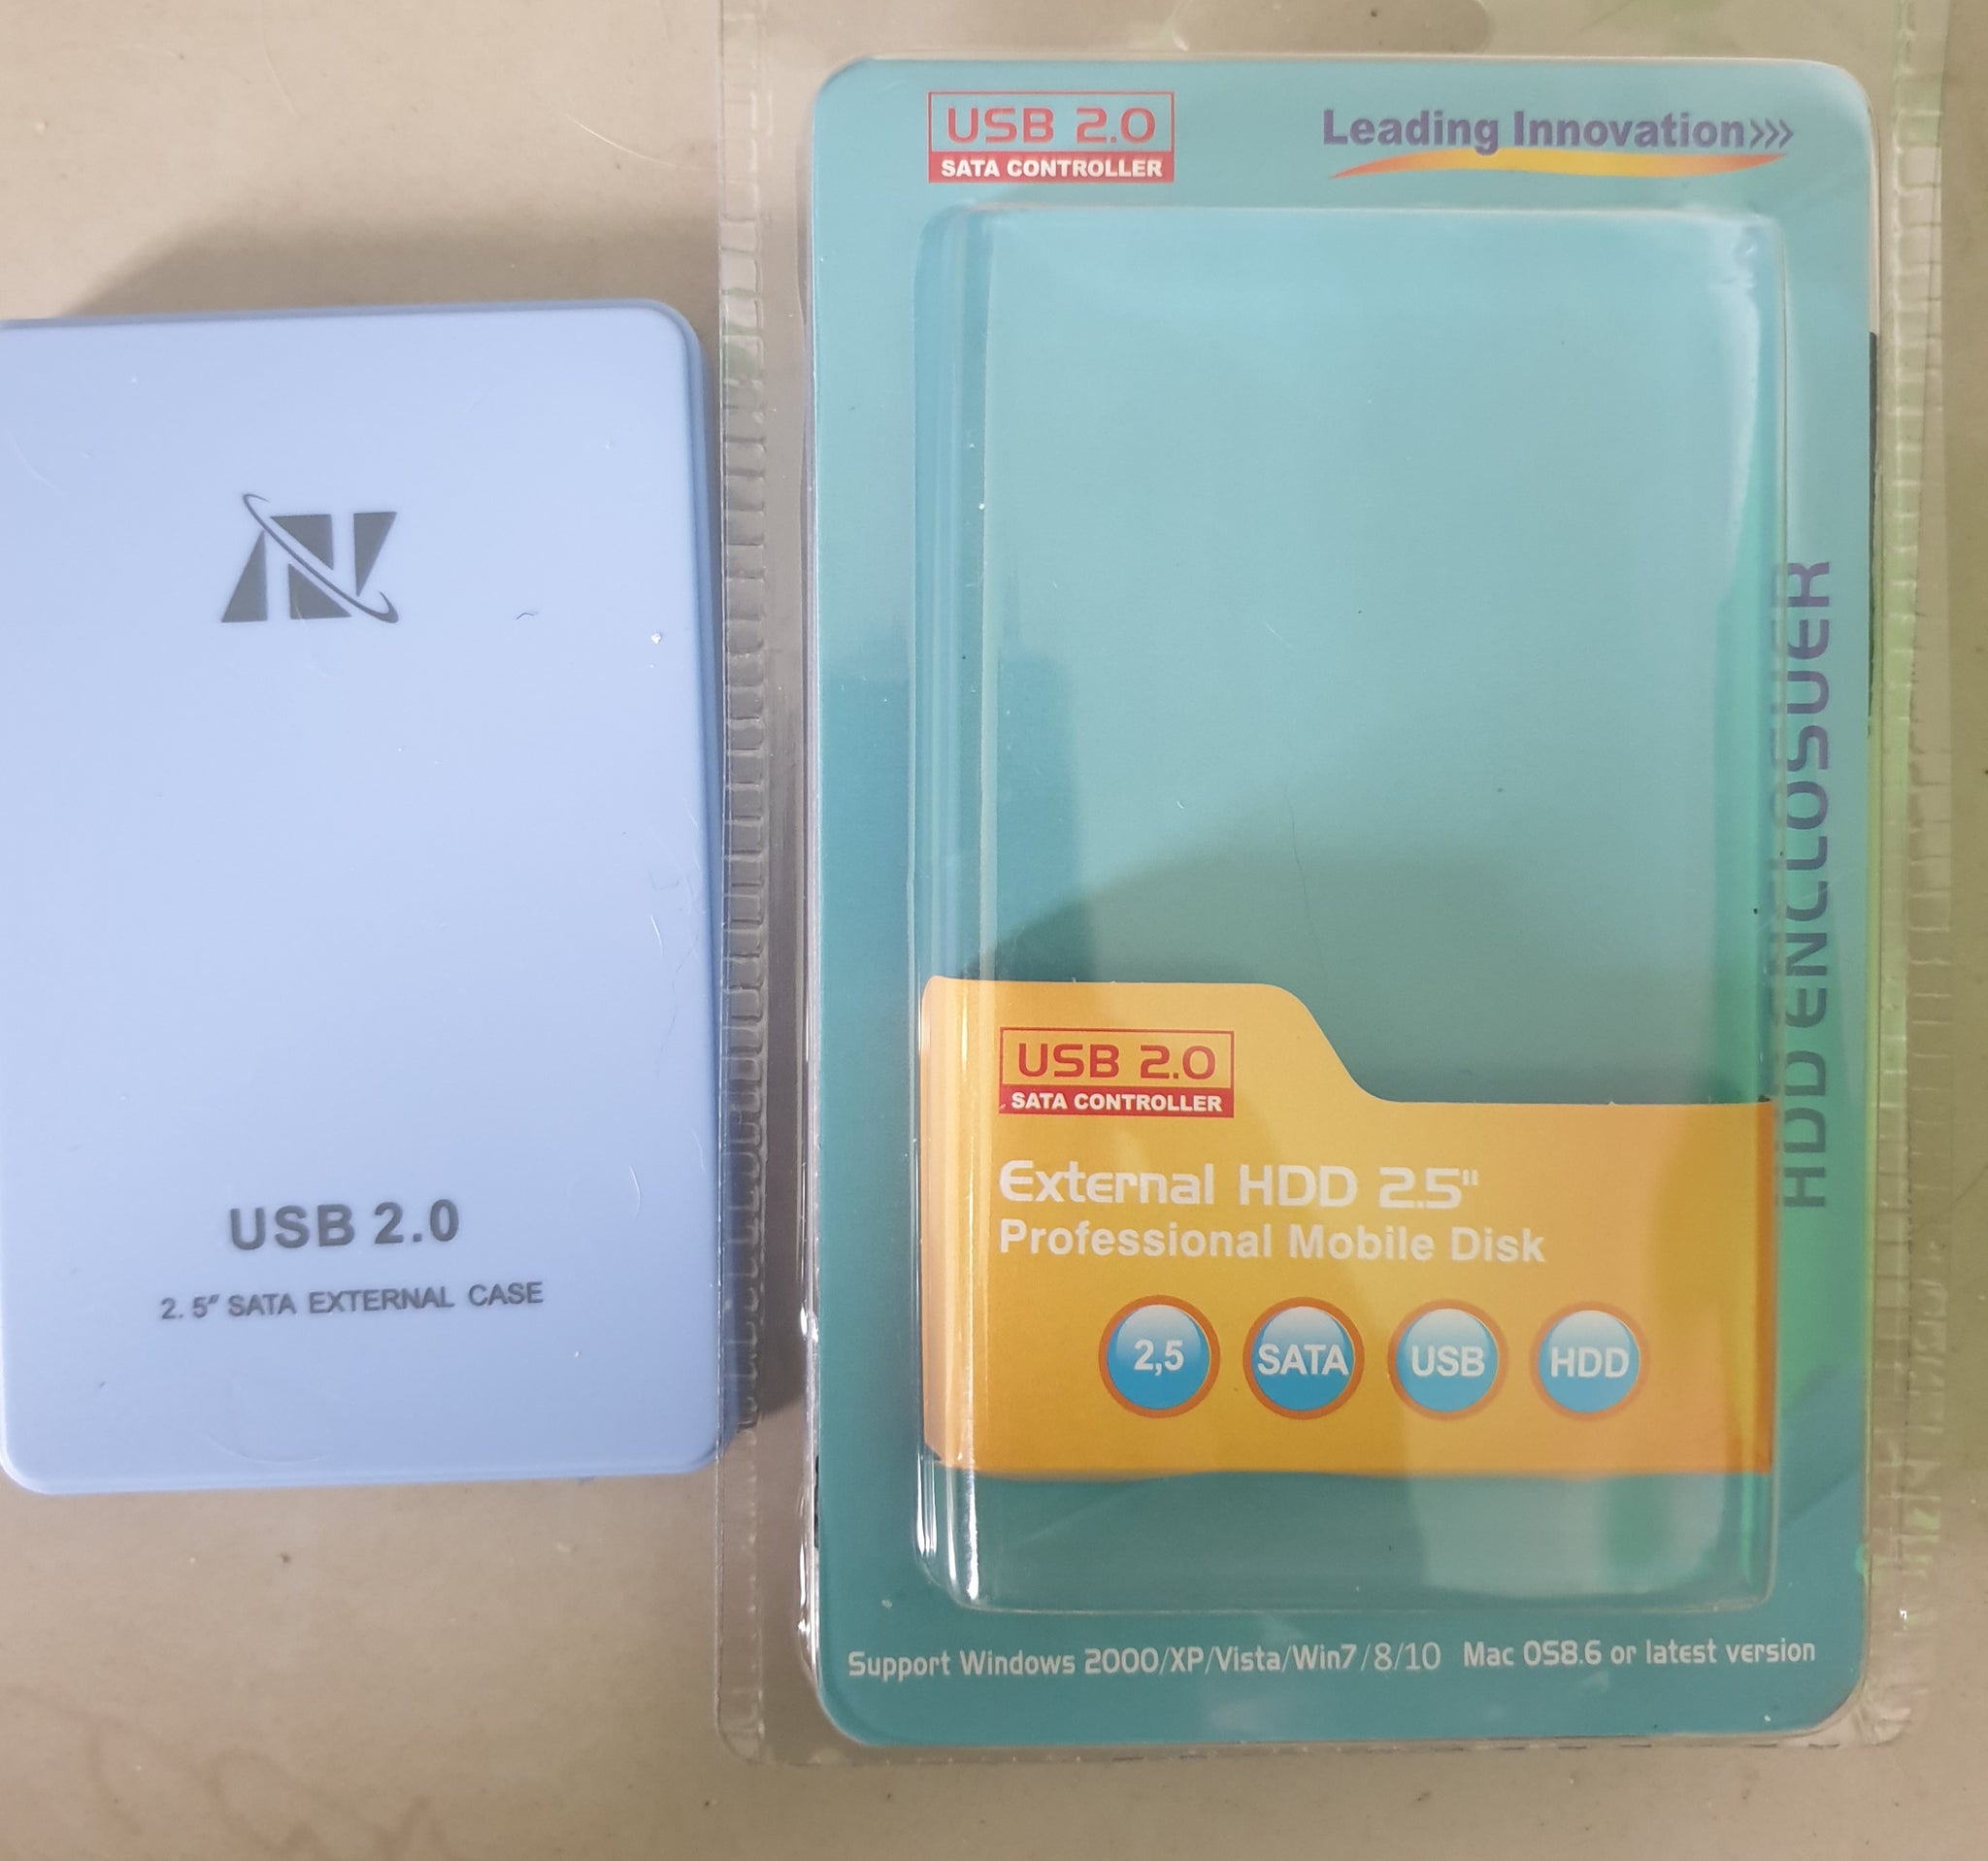 N
USB 2.0
2.5" SATA EXTERNAL CASE
USB 2.0
SATA CONTROLLER
Leading Innovation>>>
HDD ENCLOSUER
USB 2.0
SATA CONTROLLER
External HDD 2.5"
Professional Mobile Disk
2,5 SATA USB HDD
Support Windows 2000/XP/Vista/Win7/8/10 Mac OS8.6 or latest version